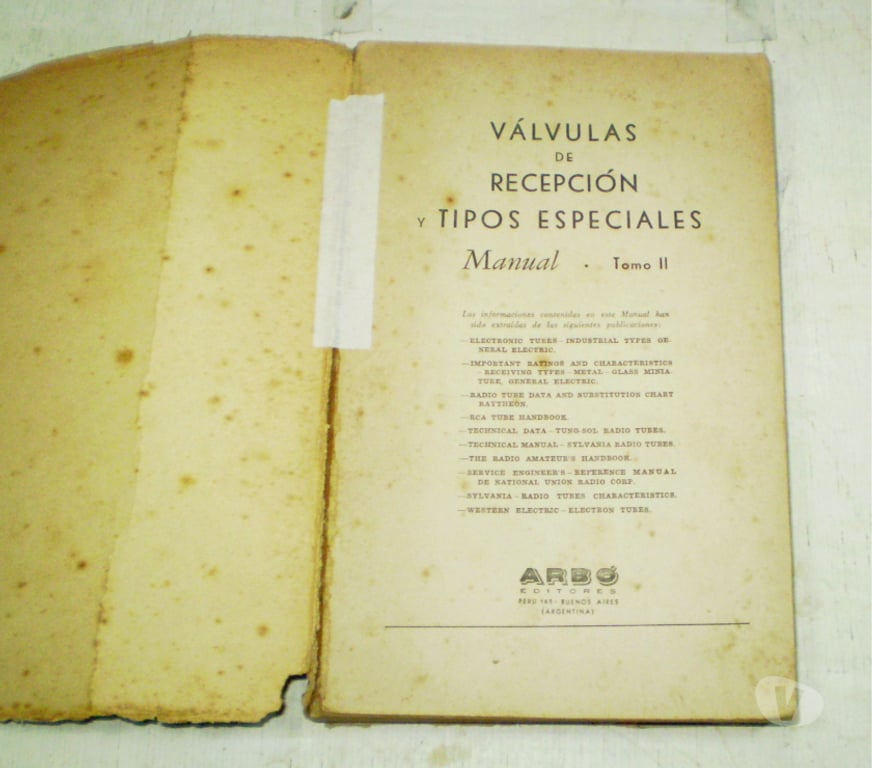 VÁLVULAS
DE
RECEPCIÓN
Y TIPOS ESPECIALES
Manual · Tomo II
Las informaciones contenidas en este Manual han
sido extraídas de las siguientes publicaciones:
—ELECTRONIC TUBES - INDUSTRIAL TYPES GE-
NERAL ELECTRIC.
—IMPORTANT RATINGS AND CHARACTERISTICS
- RECEIVING TYPES - METAL - GLASS MINIA-
TURE, GENERAL ELECTRIC.
—RADIO TUBE DATA AND SUBSTITUTION CHART
RAYTHEON.
—RCA TUBE HANDBOOK.
—TECHNICAL DATA - TUNG-SOL RADIO TUBES.
—TECHNICAL MANUAL - SYLVANIA RADIO TUBES.
—THE RADIO AMATEUR'S HANDBOOK.
—SERVICE ENGINEER'S - REFERENCE MANUAL
DE NATIONAL UNION RADIO CORP.
—SYLVANIA - RADIO TUBES CHARACTERISTICS.
—WESTERN ELECTRIC - ELECTRON TUBES.
ARBÓ
EDITORES
PERÚ 165 - BUENOS AIRES
(ARGENTINA)
V